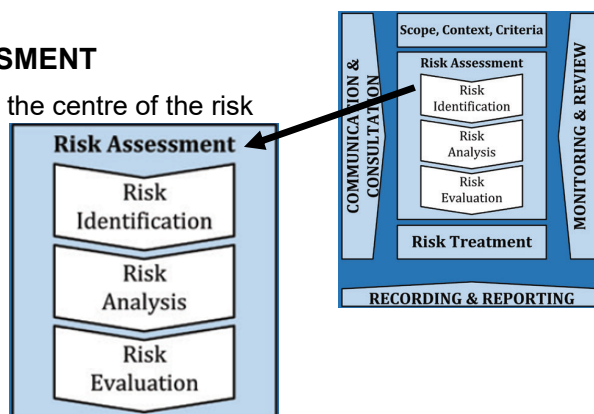 SMENT
the centre of the risk
Risk Assessment
Risk
Identification
Risk
Analysis
Risk
Evaluation
Scope, Context, Criteria
COMMUNICATION &
CONSULTATION
Risk Assessment
Risk
Identification
Risk
Analysis
Risk
Evaluation
MONITORING & REVIEW
Risk Treatment
RECORDING & REPORTING